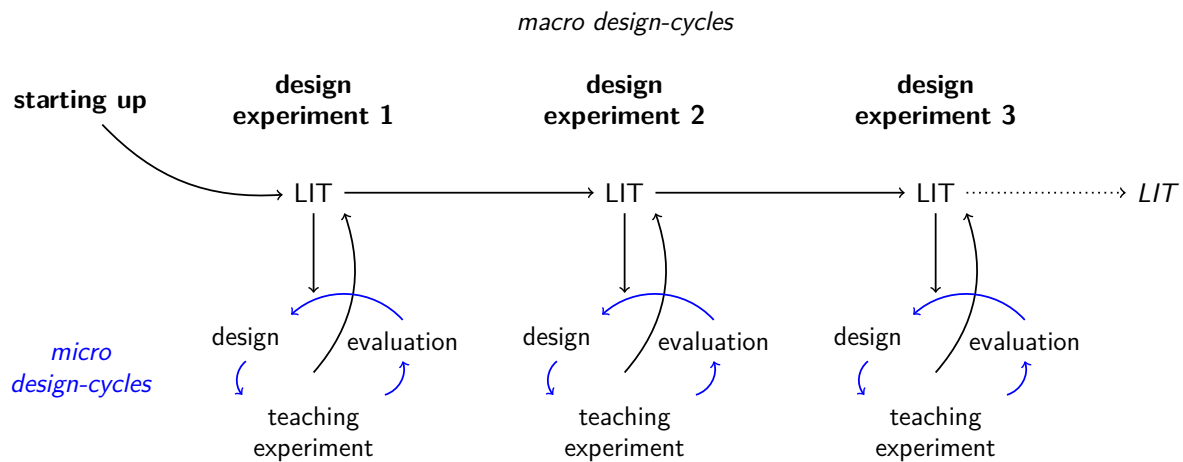 macro design-cycles
starting up
design
experiment 1
design
experiment 2
design
experiment 3
LIT
LIT
LIT
LIT
micro
design-cycles
design
evaluation
teaching
experiment
design
evaluation
teaching
experiment
design
evaluation
teaching
experiment